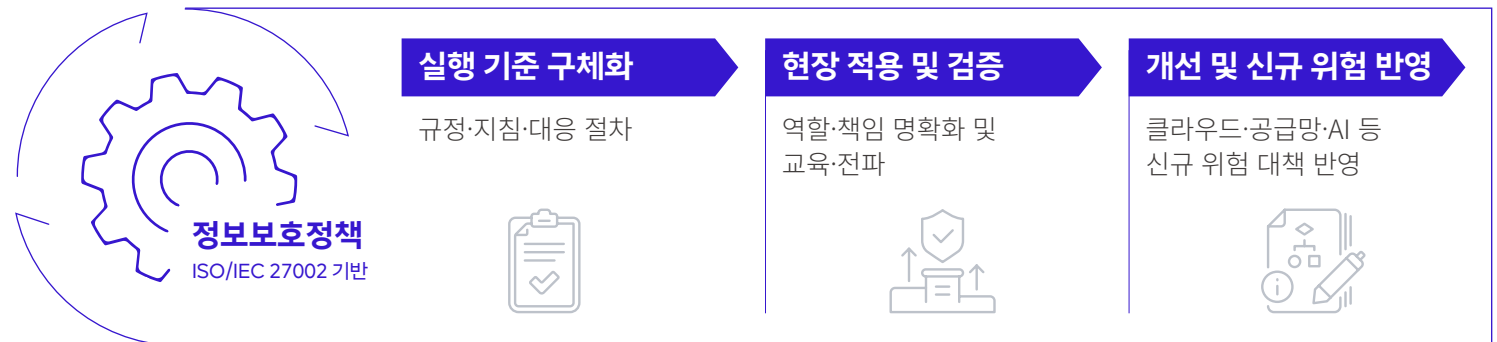 정보보호정책
ISO/IEC 27002 기반
실행 기준 구체화
규정·지침·대응 절차
현장 적용 및 검증
역할·책임 명확화 및
교육·전파
개선 및 신규 위험 반영
클라우드·공급망·AI 등
신규 위험 대책 반영